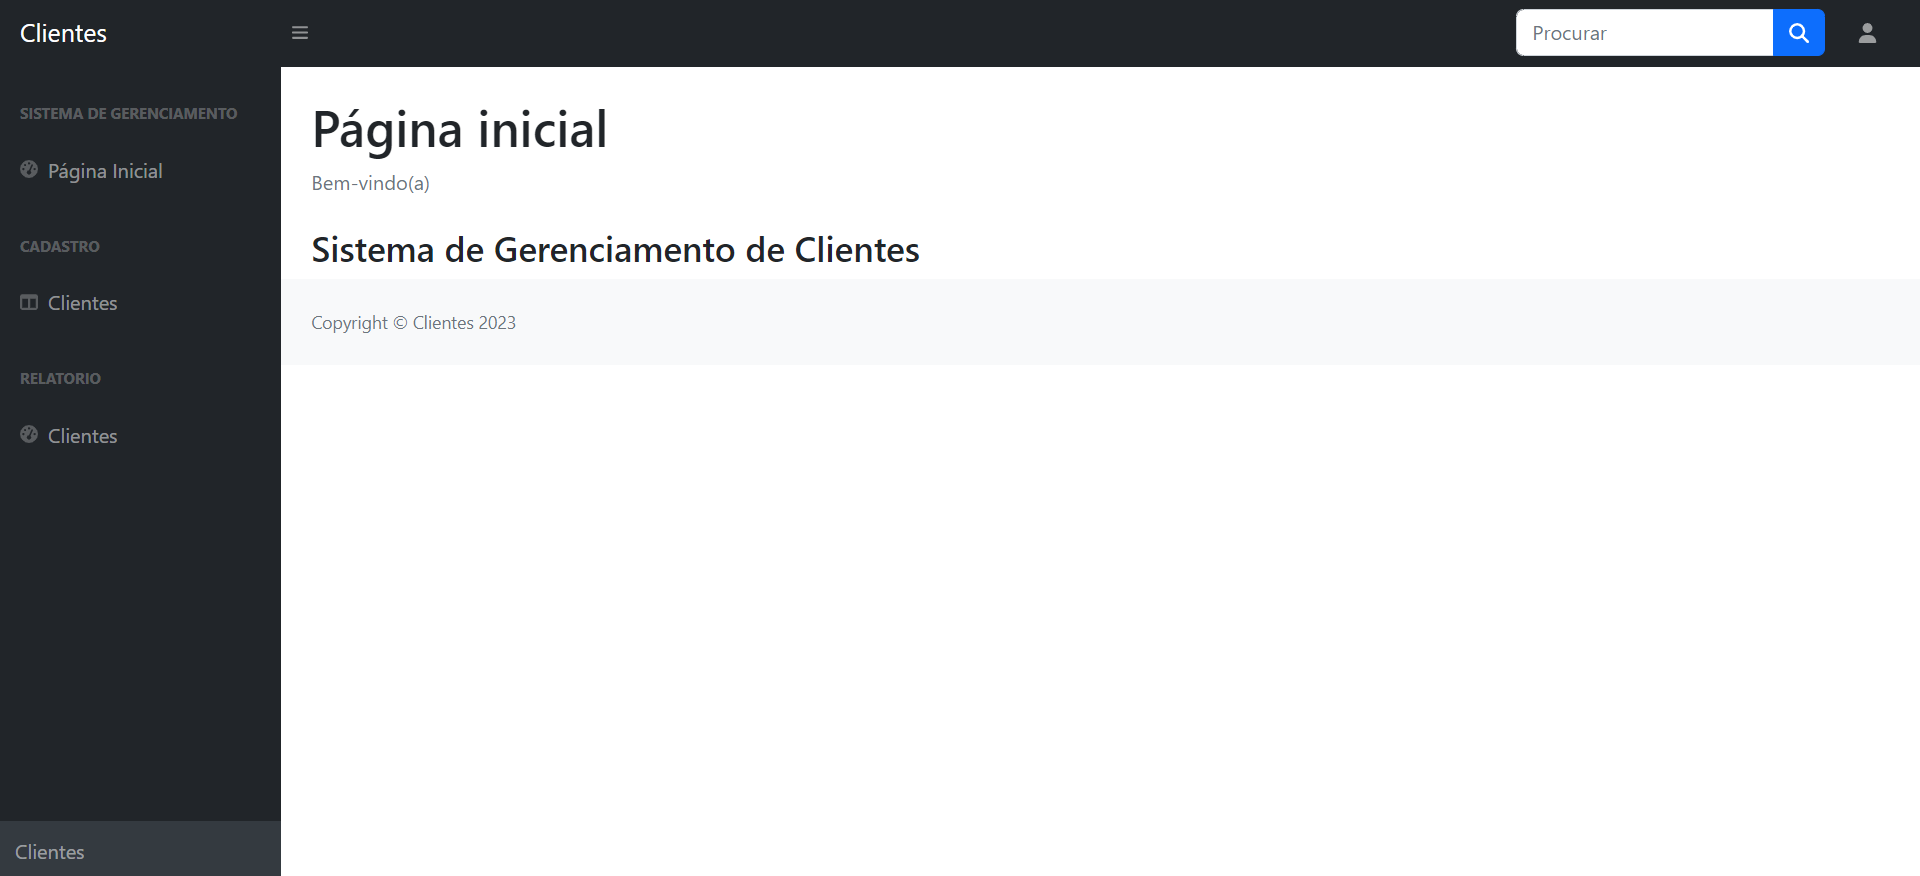 Clientes
Procurar
SISTEMA DE GERENCIAMENTO
Página Inicial
CADASTRO
Clientes
RELATORIO
Clientes
Clientes
Página inicial
Bem-vindo(a)
Sistema de Gerenciamento de Clientes
Copyright © Clientes 2023